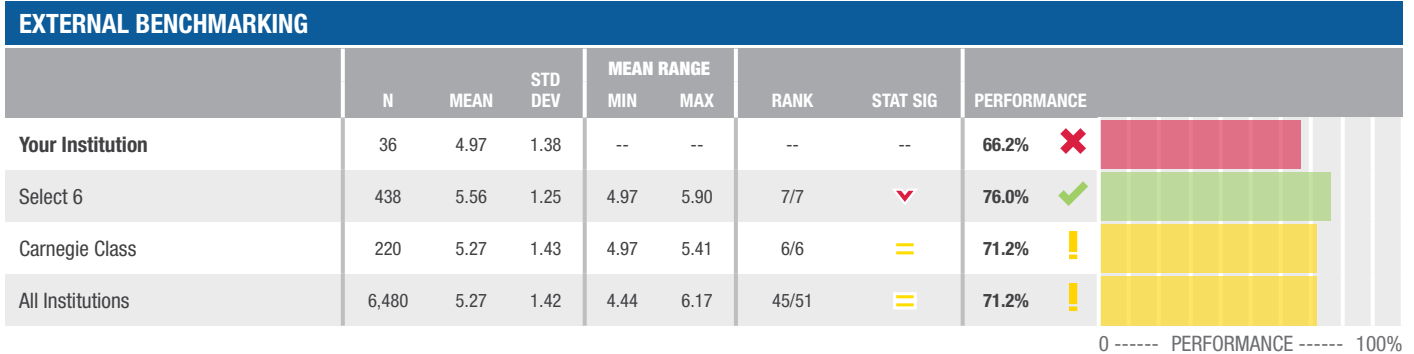 EXTERNAL BENCHMARKING
N MEAN STD DEV MEAN RANGE MIN MAX RANK STAT SIG PERFORMANCE
Your Institution 36 4.97 1.38 -- -- -- -- 66.2%
Select 6 438 5.56 1.25 4.97 5.90 7/7 76.0%
Carnegie Class 220 5.27 1.43 4.97 5.41 6/6 = 71.2% !
All Institutions 6,480 5.27 1.42 4.44 6.17 45/51 = 71.2% !
0 ------ PERFORMANCE ------ 100%